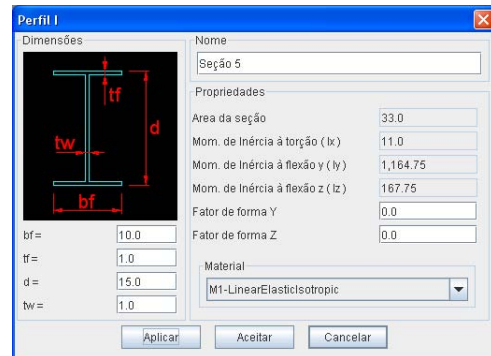 Perfil I
Dimensões
tf
d
tw
bf
bf= 10.0
tf= 1.0
d = 15.0
tw= 1.0
Nome
Seção 5
Propriedades
Area da seção 33.0
Mom. de Inércia à torção ( Ix ) 11.0
Mom. de Inércia à flexão y ( Iy ) 1,164.75
Mom. de Inércia à flexão z ( Iz ) 167.75
Fator de forma Y 0.0
Fator de forma Z 0.0
Material
M1-LinearElasticIsotropic
Aplicar Aceitar Cancelar